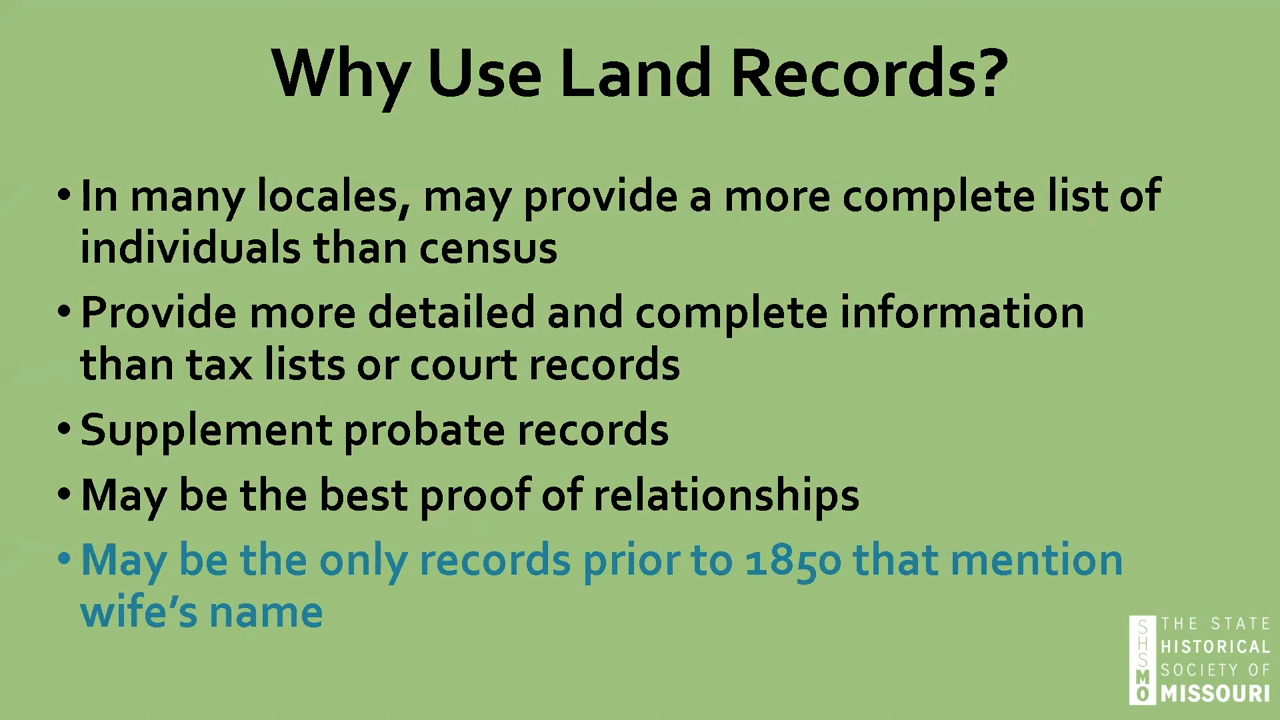 Why Use Land Records?
• In many locales, may provide a more complete list of
individuals than census
• Provide more detailed and complete information
than tax lists or court records
• Supplement probate records
• May be the best proof of relationships
• May be the only records prior to 1850 that mention
wife's name
SHSMO
THE STATE
HISTORICAL
SOCIETY OF
MISSOURI